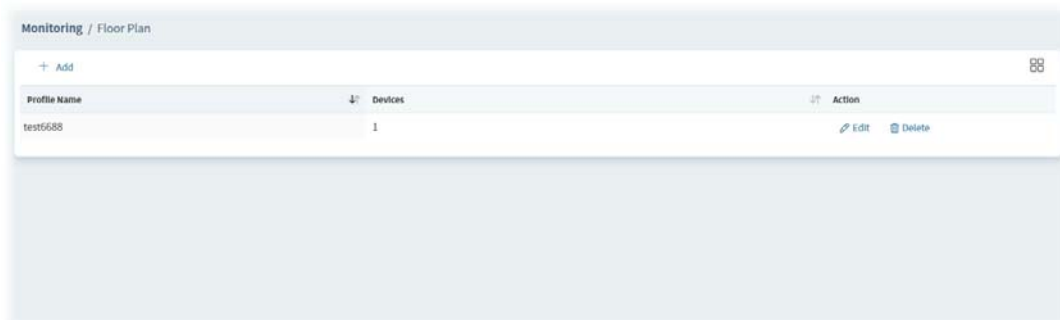 Monitoring / Floor Plan
+ Add
Profile Name Devices Action
test6688 1 Edit Delete